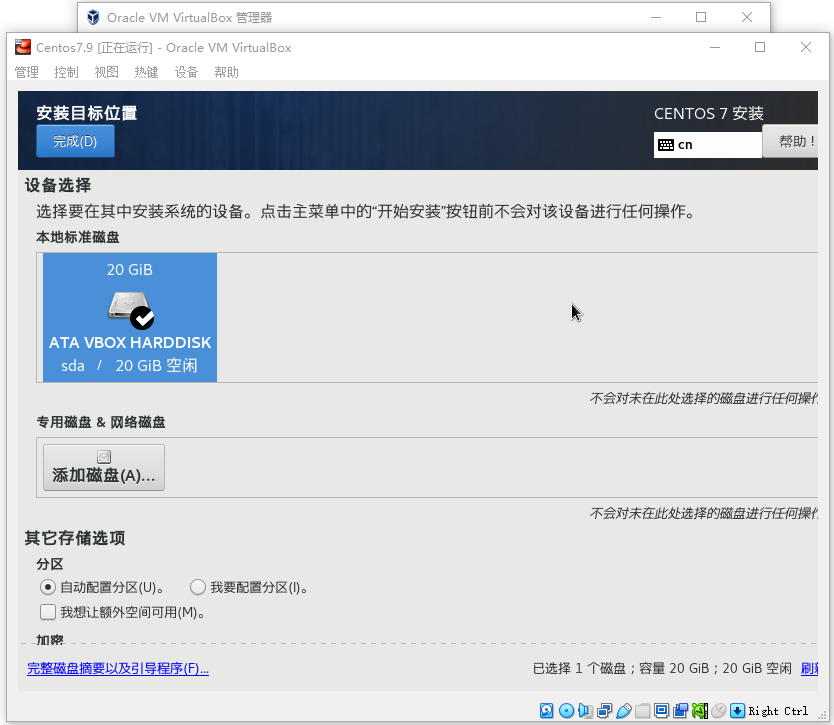 Oracle VM VirtualBox 管理器
Centos7.9 [正在运行] - Oracle VM VirtualBox
管理 控制 视图 热键 设备 帮助
安装目标位置
CENTOS 7 安装
完成(D)
cn
帮助！
设备选择
选择要在其中安装系统的设备。点击主菜单中的“开始安装”按钮前不会对该设备进行任何操作。
本地标准磁盘
20 GiB
ATA VBOX HARDDISK
sda / 20 GiB 空闲
不会对未在此处选择的磁盘进行任何操作
专用磁盘 & 网络磁盘
添加磁盘(A)...
不会对未在此处选择的磁盘进行任何操作
其它存储选项
分区
自动配置分区(U)。 我要配置分区(I)。
我想让额外空间可用(M)。
加密
完整磁盘摘要以及引导程序(F)...
已选择 1 个磁盘；容量 20 GiB；20 GiB 空闲 刷新
Right Ctrl